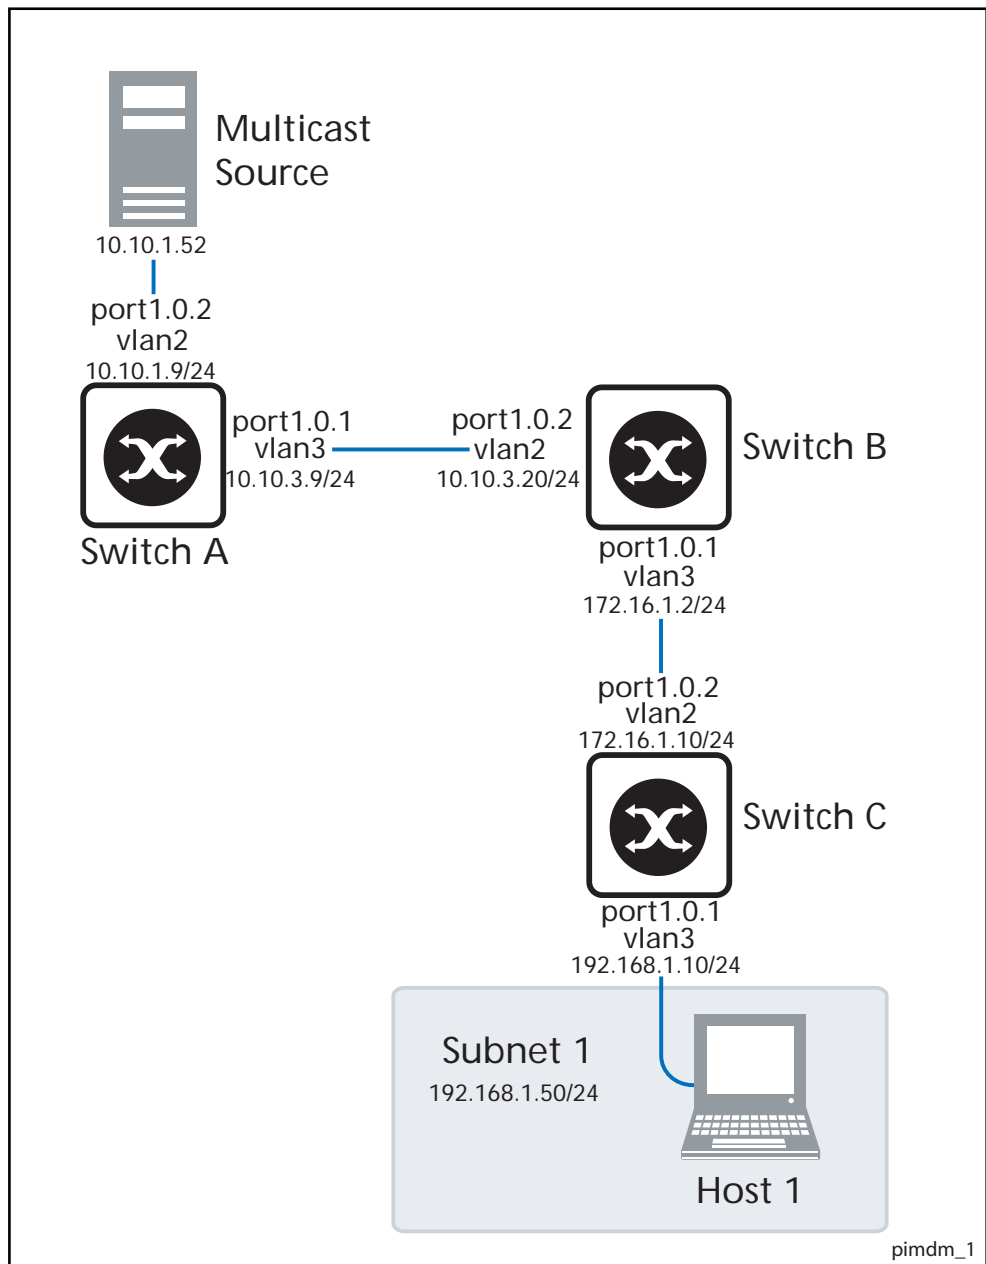 Multicast
Source
10.10.1.52
port1.0.2
vlan2
10.10.1.9/24
port1.0.1
vlan3
10.10.3.9/24
Switch A
port1.0.2
vlan2
10.10.3.20/24
Switch B
port1.0.1
vlan3
172.16.1.2/24
port1.0.2
vlan2
172.16.1.10/24
Switch C
port1.0.1
vlan3
192.168.1.10/24
Subnet 1
192.168.1.50/24
Host 1
pimdm_1